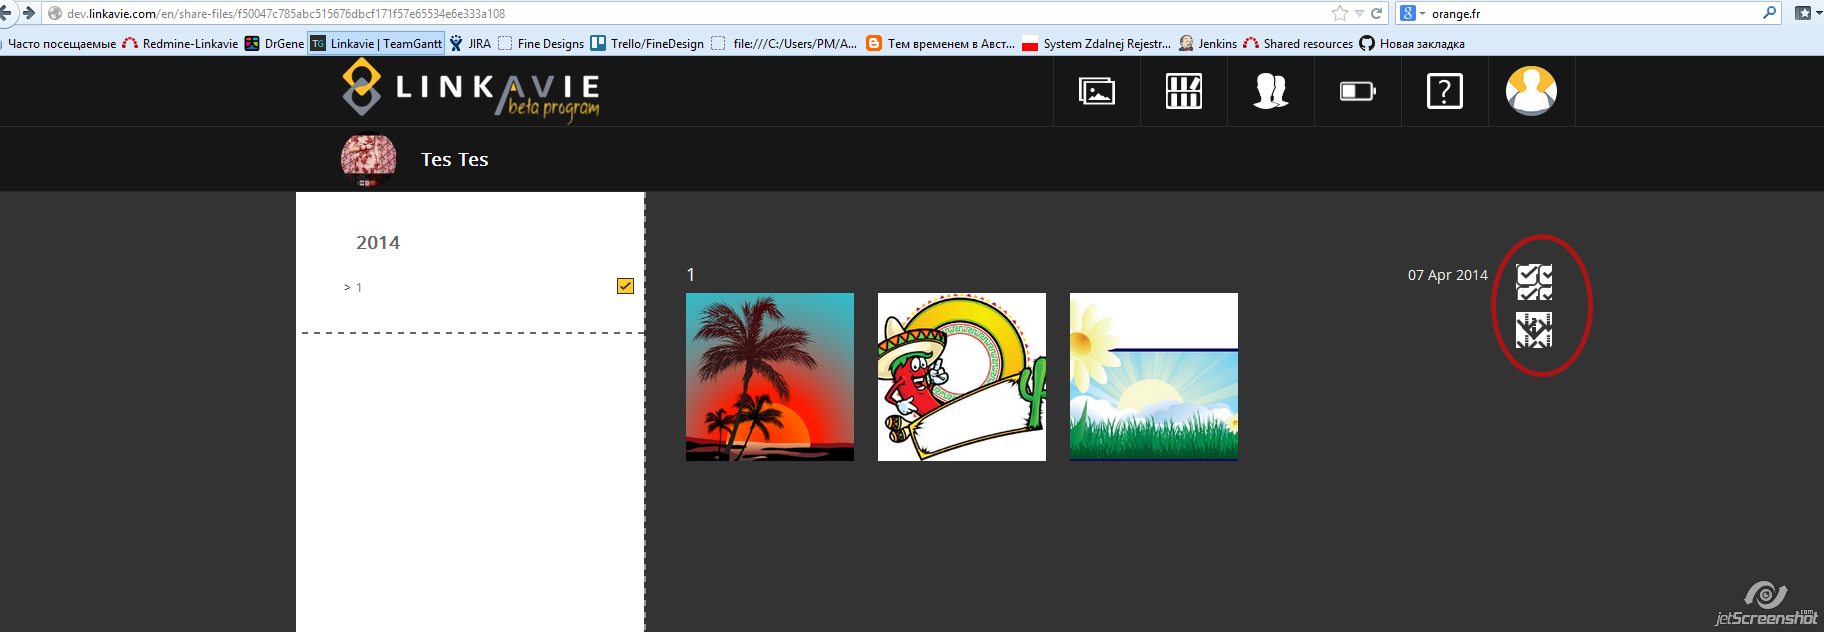 dev.linkavie.com/en/share-files/f50047c785abc515676dbcf171f57e65534e6e333a108
8 orange.fr
Часто посещаемые Redmine-Linkavie DrGene TG Linkavie | TeamGantt JIRA Fine Designs Trello/FineDesign file:///C:/Users/PM/A... Тем временем в Авст... System Zdalnej Rejestr... Jenkins Shared resources Новая закладка
LINKAVIE
beta program
?
Tes Tes
2014
> 1
1
07 Apr 2014
jetScreenshot.com